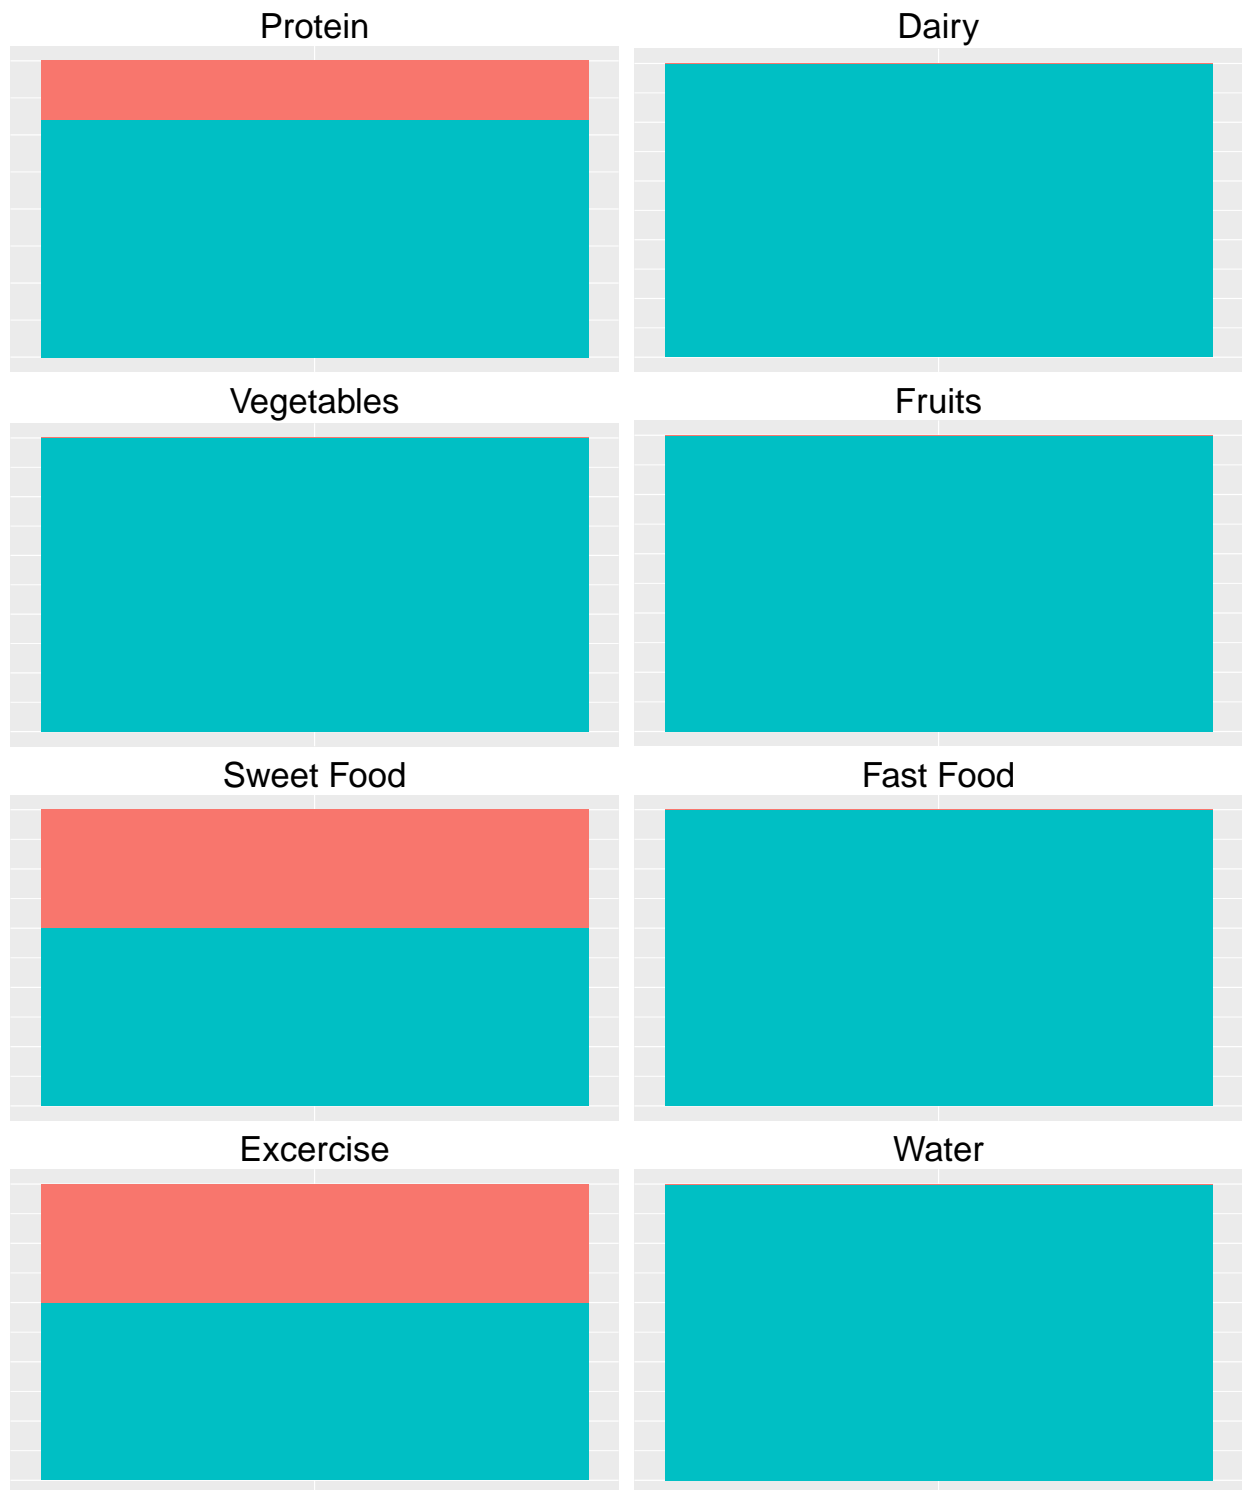 Protein
Dairy
Vegetables
Fruits
Sweet Food
Fast Food
Excercise
Water